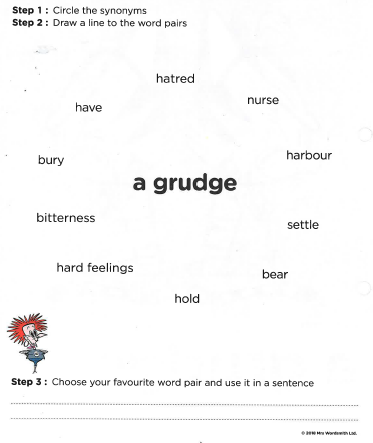 Step 1 : Circle the synonyms
Step 2 : Draw a line to the word pairs
hatred
nurse
have
harbour
bury
a grudge
bitterness
settle
hard feelings
bear
hold
Step 3 : Choose your favourite word pair and use it in a sentence
© 2018 Mrs Wordsmith Ltd.